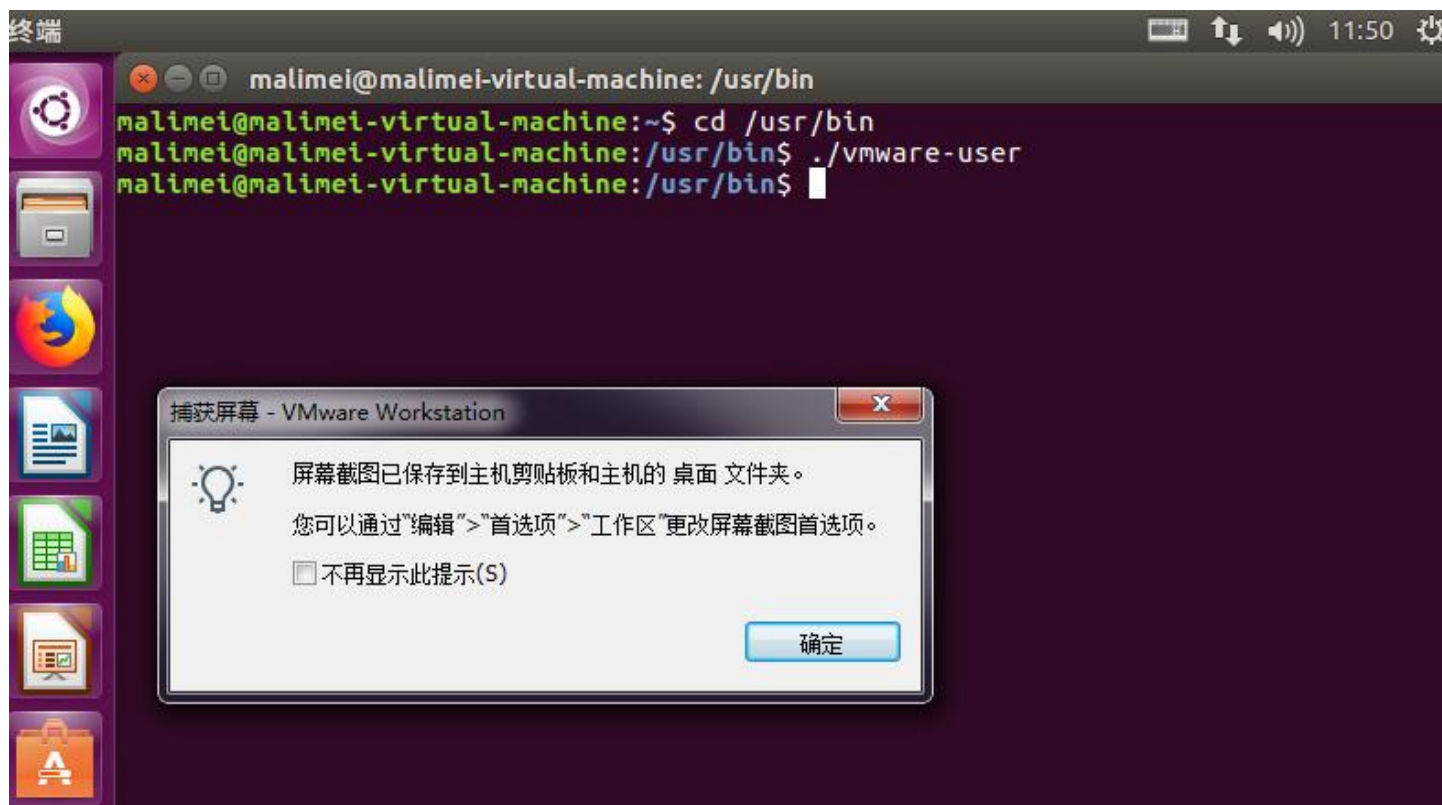 终端
11:50
malimei@malimei-virtual-machine: /usr/bin
malimei@malimei-virtual-machine:~$ cd /usr/bin
malimei@malimei-virtual-machine:/usr/bin$ ./vmware-user
malimei@malimei-virtual-machine:/usr/bin$
捕获屏幕 - VMware Workstation
屏幕截图已保存到主机剪贴板和主机的 桌面 文件夹。
您可以通过"编辑">"首选项">"工作区"更改屏幕截图首选项。
不再显示此提示(S)
确定